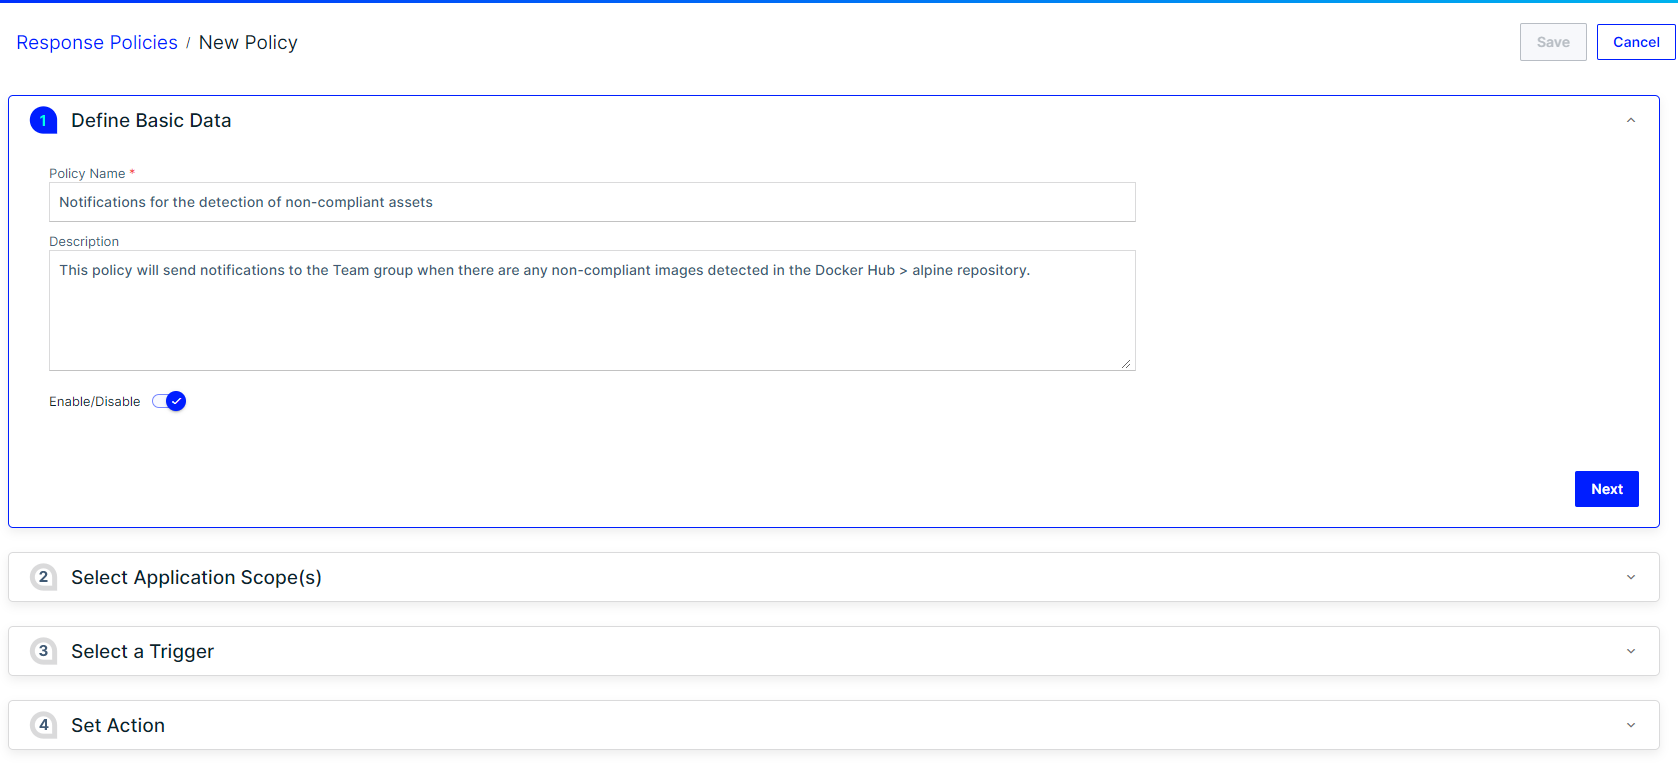 Response Policies / New Policy
Save
Cancel
1 Define Basic Data
Policy Name *
Notifications for the detection of non-compliant assets
Description
This policy will send notifications to the Team group when there are any non-compliant images detected in the Docker Hub > alpine repository.
Enable/Disable
Next
2 Select Application Scope(s)
3 Select a Trigger
4 Set Action